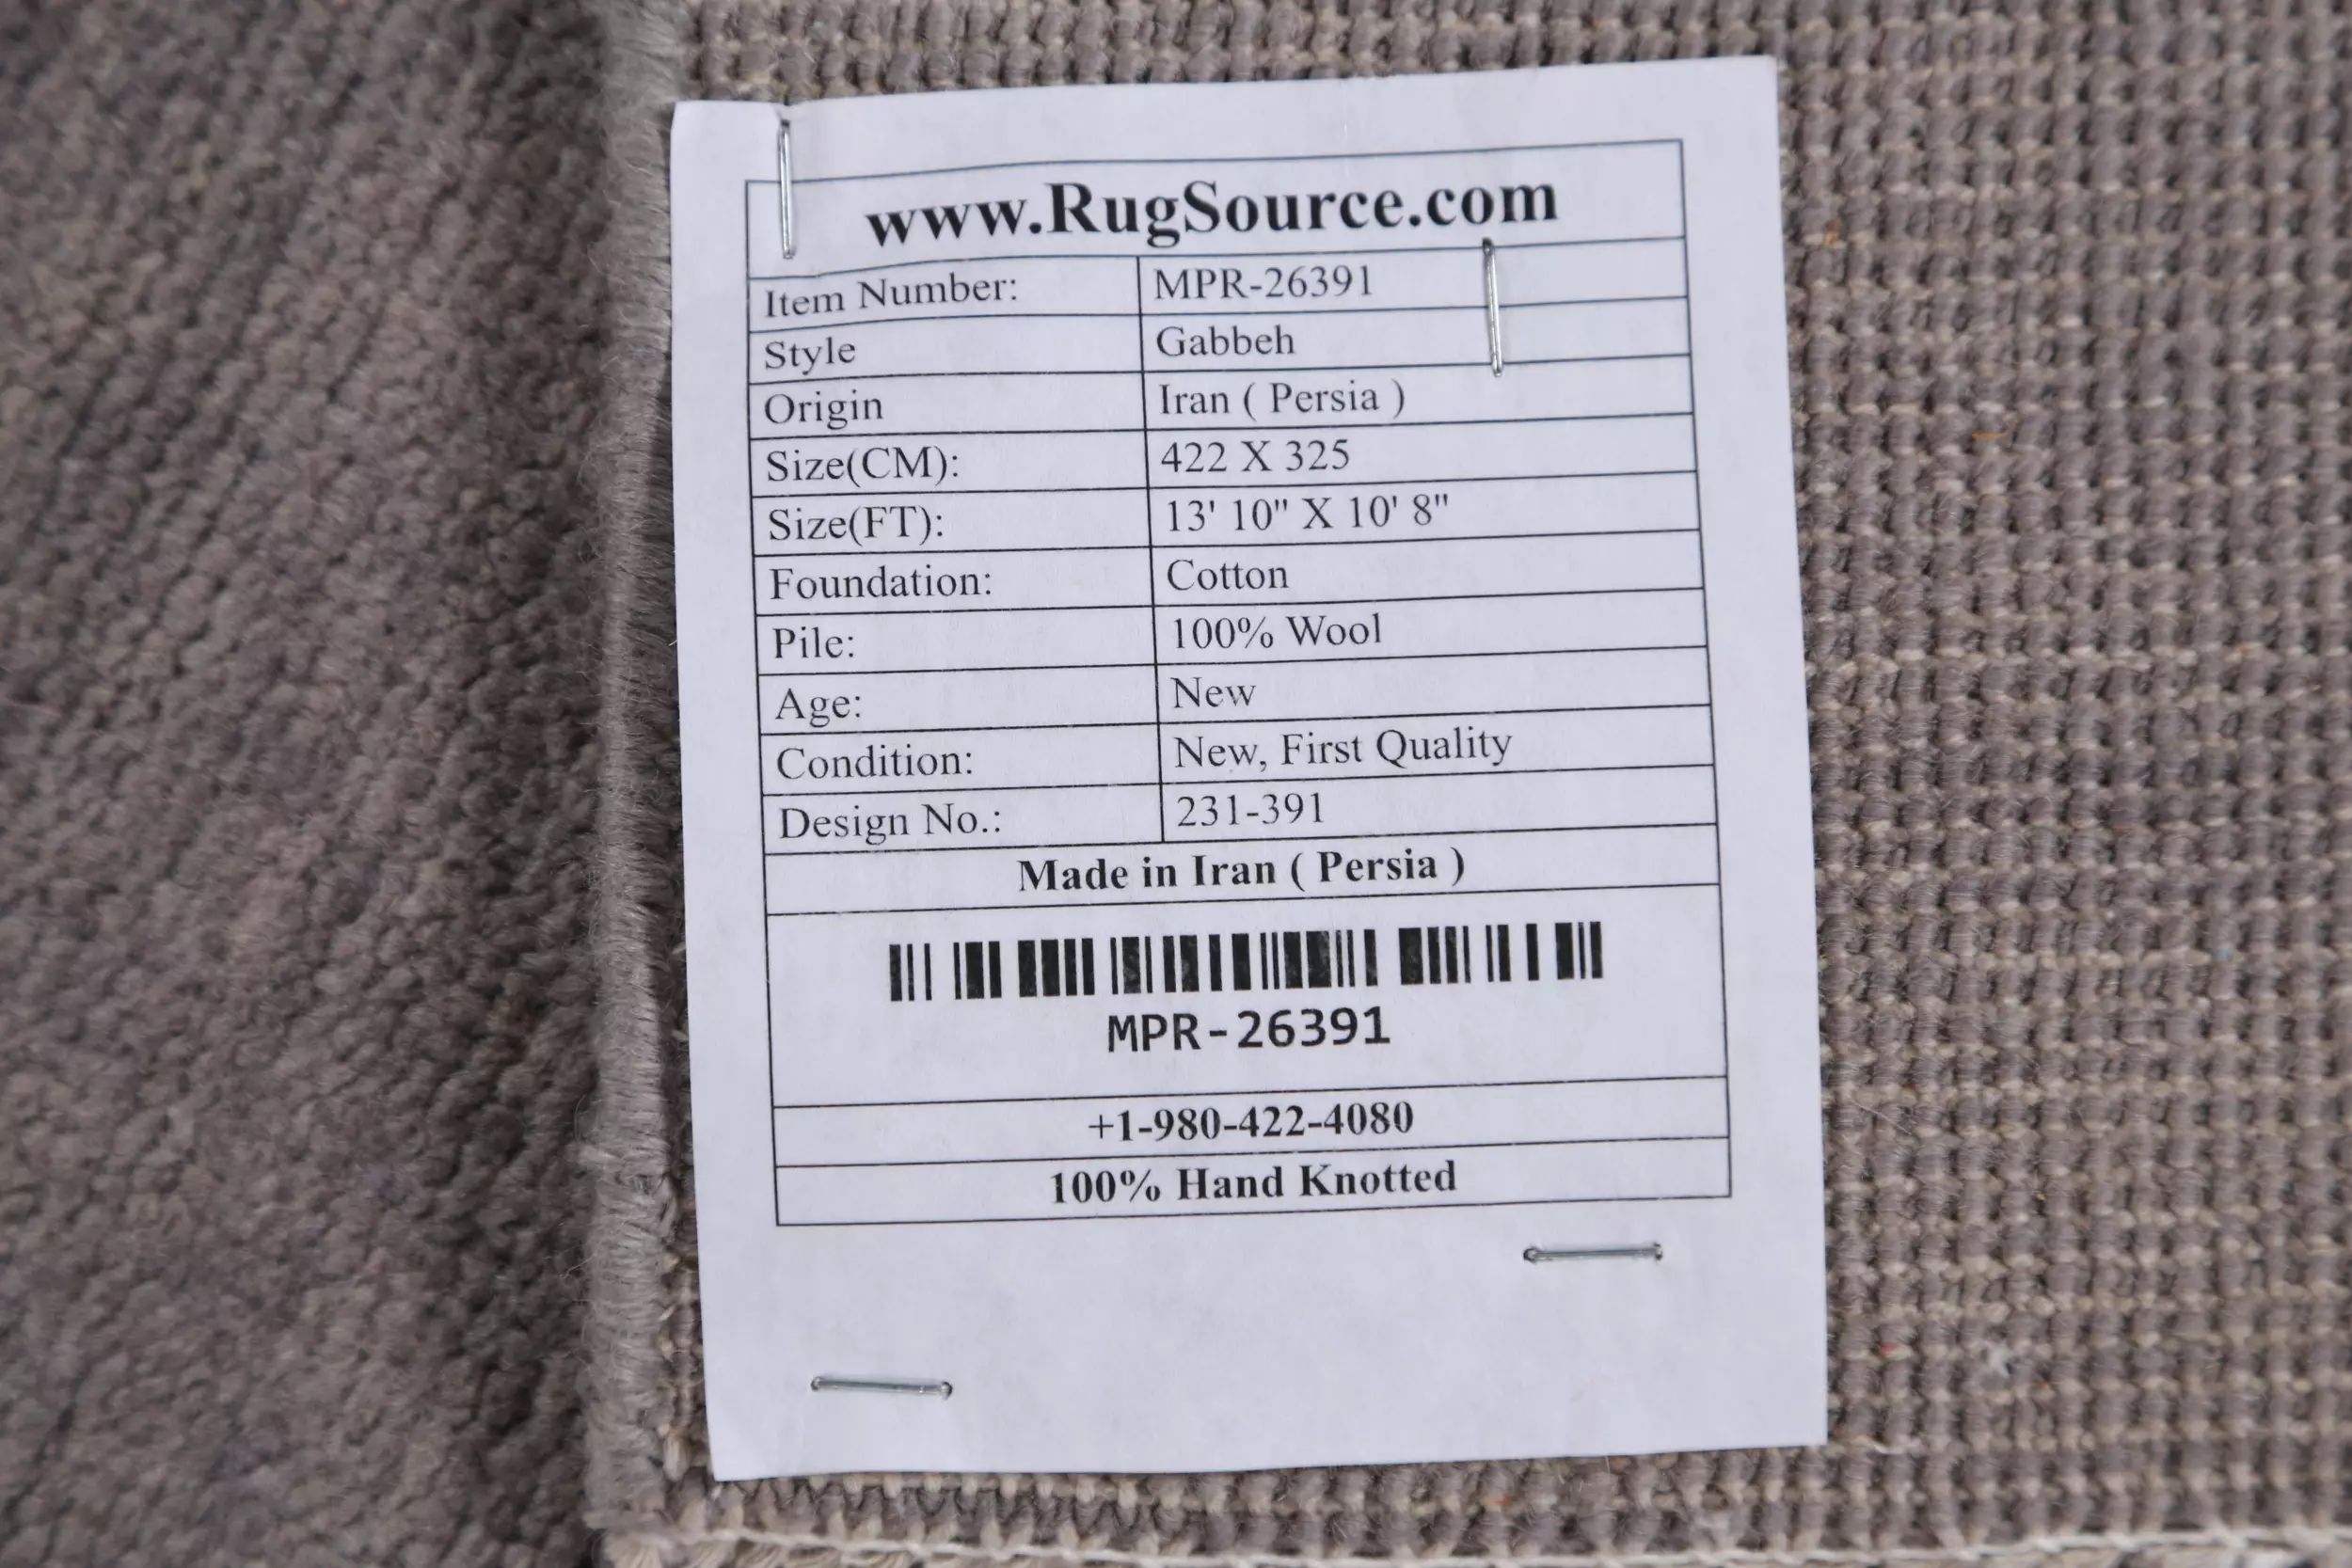 www.RugSource.com
Item Number: MPR-26391
Style Gabbeh
Origin Iran ( Persia )
Size(CM): 422 X 325
Size(FT): 13' 10" X 10' 8"
Foundation: Cotton
Pile: 100% Wool
Age: New
Condition: New, First Quality
Design No.: 231-391
Made in Iran ( Persia )
MPR-26391
+1-980-422-4080
100% Hand Knotted